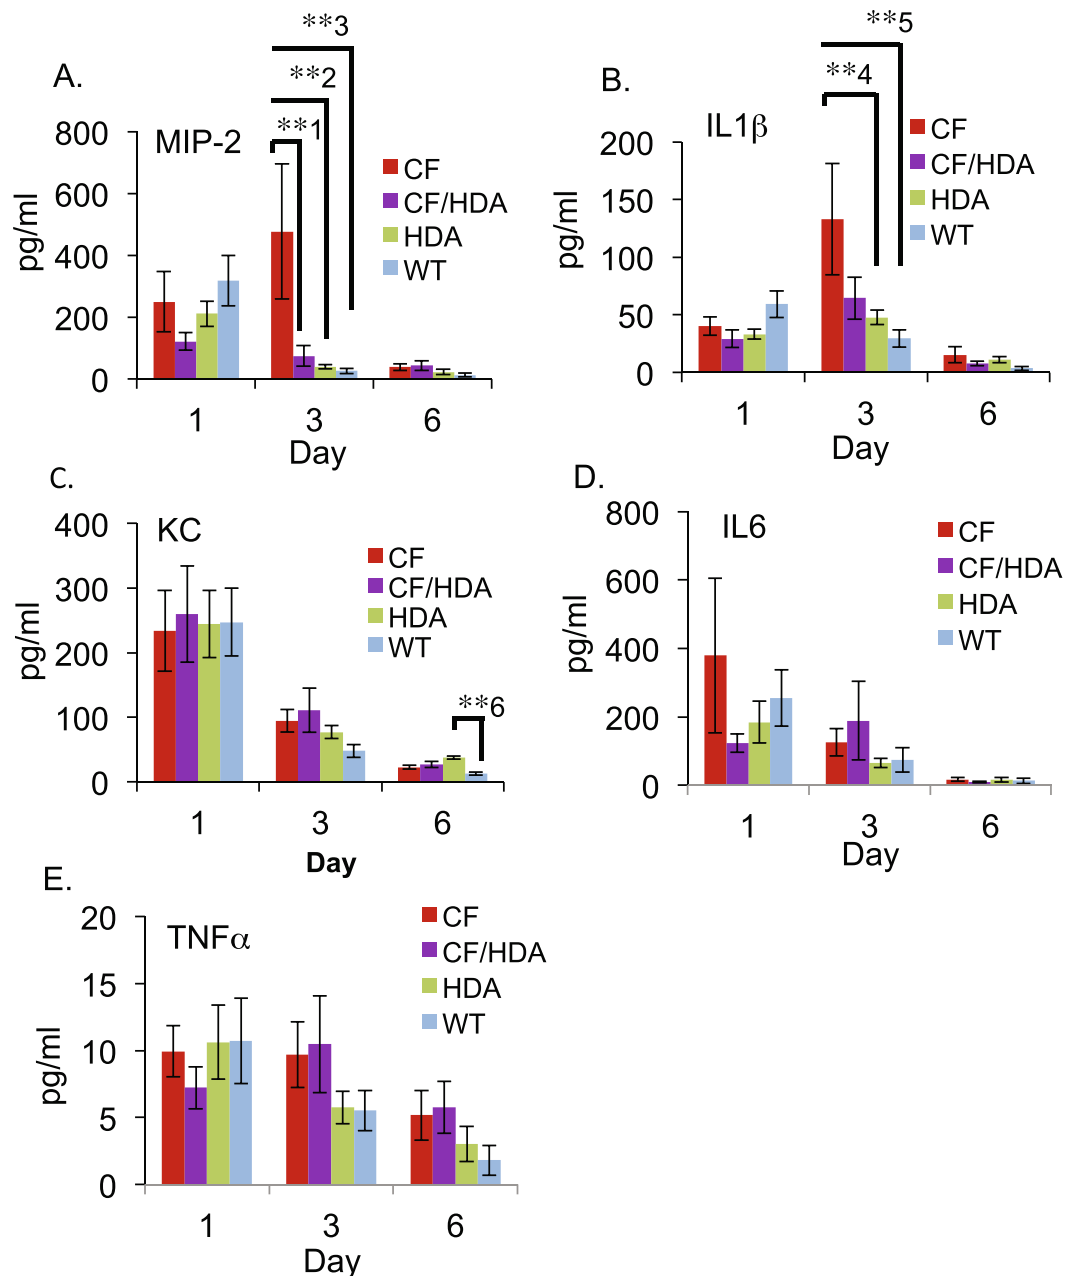 A.
**3
**2
**1
MIP-2
pg/ml
800
600
400
200
0
CF
CF/HDA
HDA
WT
1 3 6
Day
B.
**5
**4
IL1β
pg/ml
200
150
100
50
0
CF
CF/HDA
HDA
WT
1 3 6
Day
C.
KC
pg/ml
400
300
200
100
0
CF
CF/HDA
HDA
WT
**6
1 3 6
Day
D.
IL6
pg/ml
800
600
400
200
0
CF
CF/HDA
HDA
WT
1 3 6
Day
E.
TNFα
pg/ml
20
15
10
5
0
CF
CF/HDA
HDA
WT
1 3 6
Day